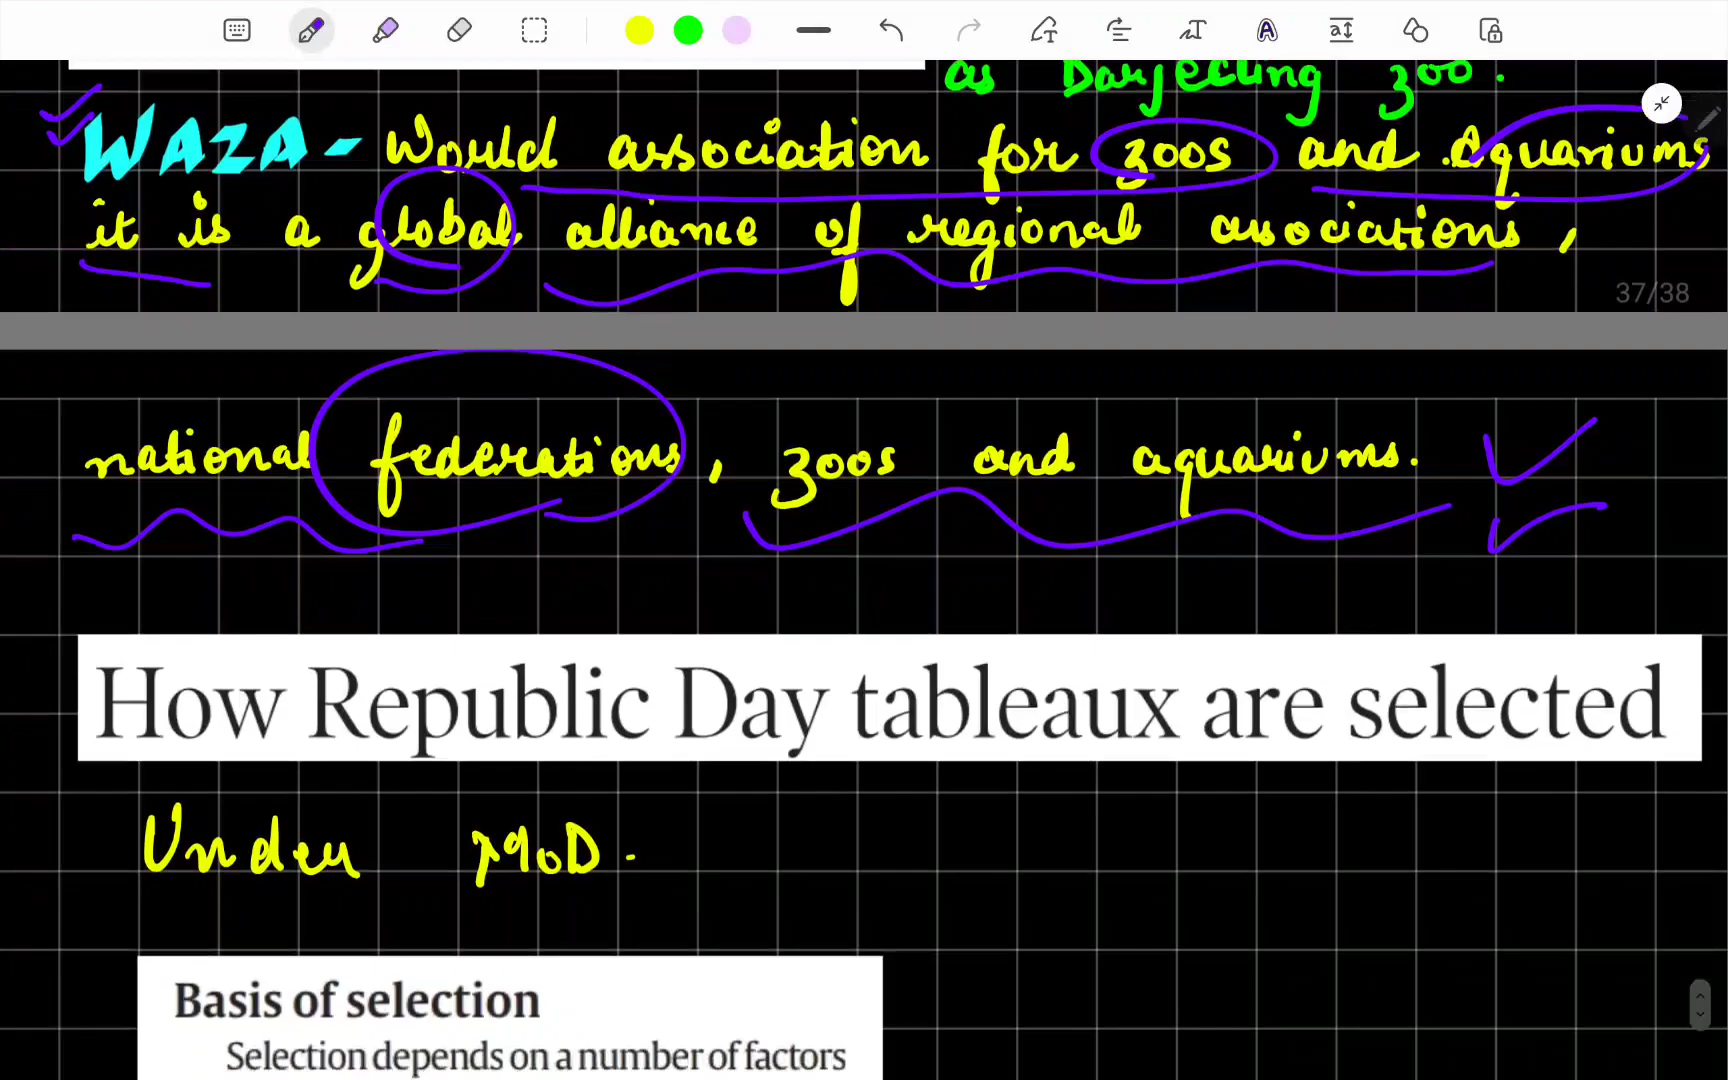 as Darjeeling zoo.
WAZA - World association for zoos and Aquariums
it is a global alliance of regional associations,
37/38
national federations, zoos and aquariums.
How Republic Day tableaux are selected
Under MoD.
Basis of selection
Selection depends on a number of factors